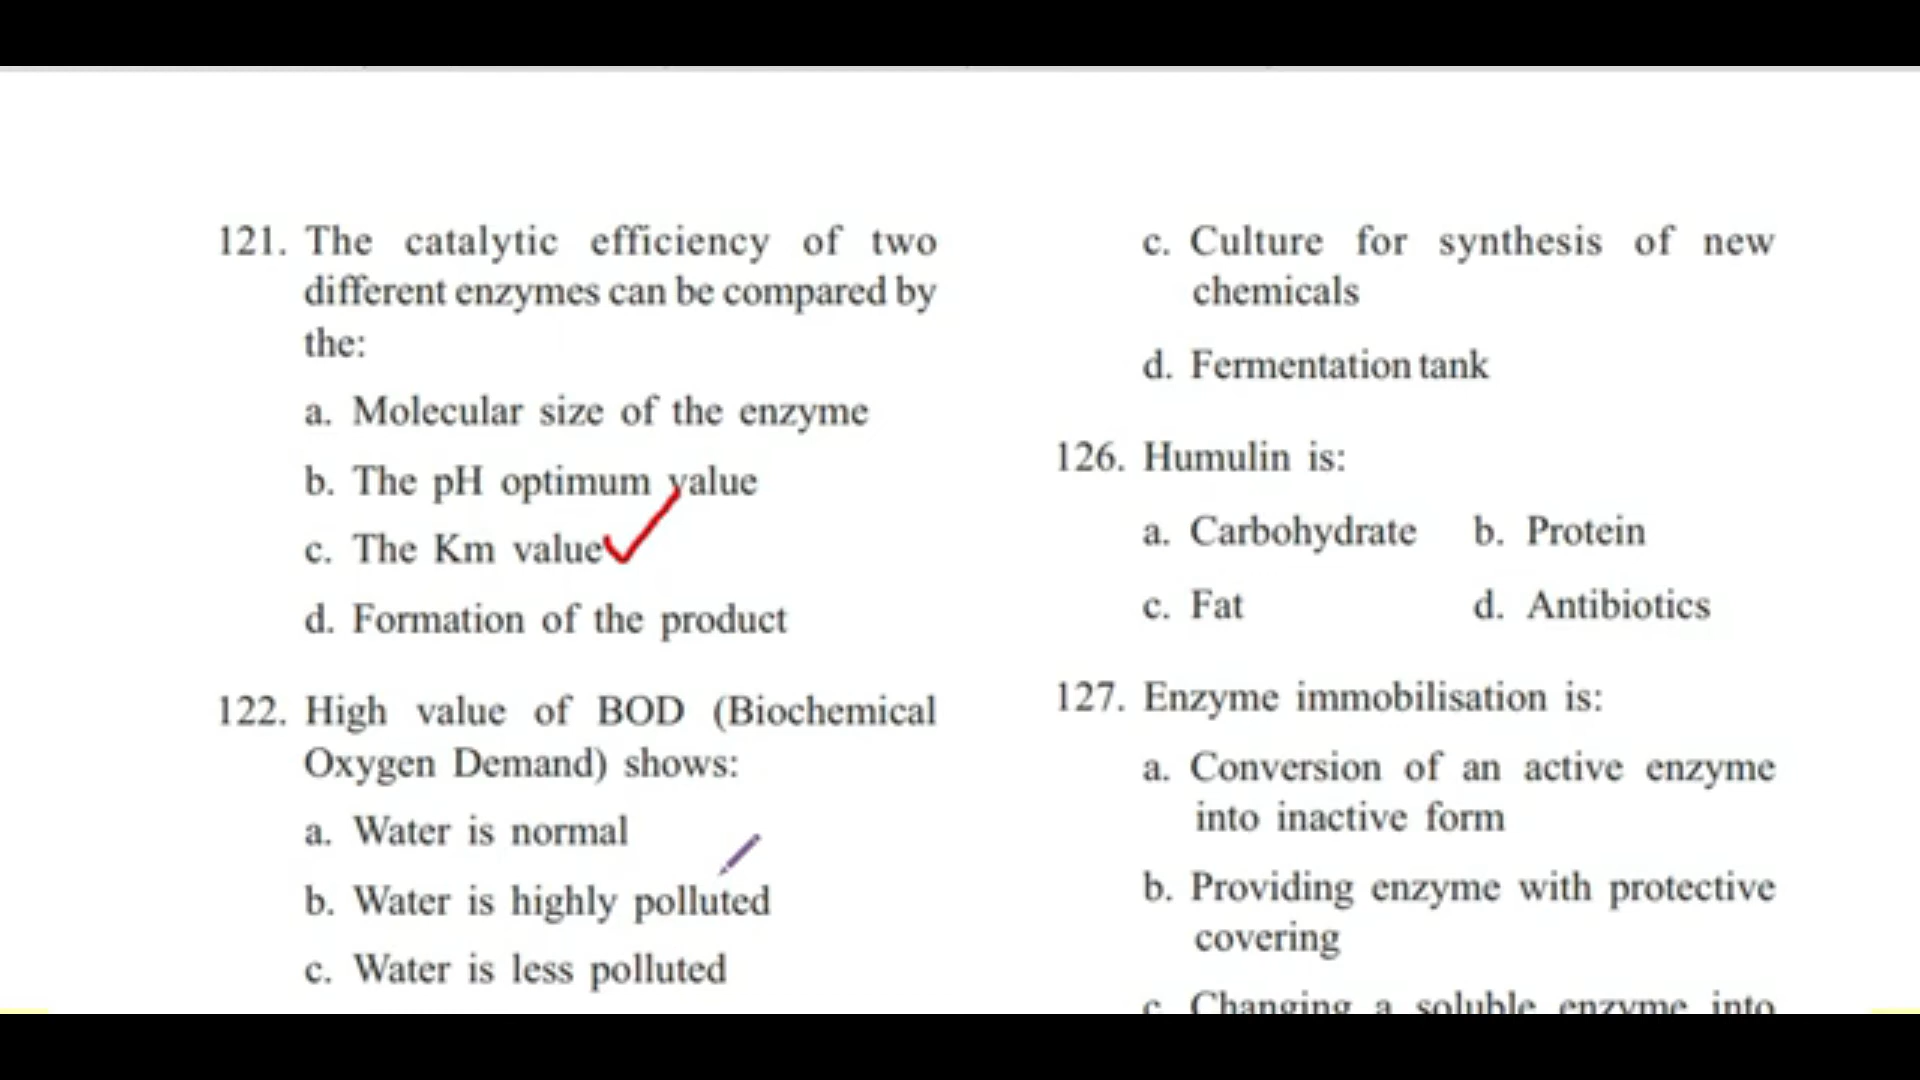 121. The catalytic efficiency of two
different enzymes can be compared by
the:
a. Molecular size of the enzyme
b. The pH optimum value
c. The Km value
d. Formation of the product
122. High value of BOD (Biochemical
Oxygen Demand) shows:
a. Water is normal
b. Water is highly polluted
c. Water is less polluted
c. Culture for synthesis of new
chemicals
d. Fermentation tank
126. Humulin is:
a. Carbohydrate b. Protein
c. Fat d. Antibiotics
127. Enzyme immobilisation is:
a. Conversion of an active enzyme
into inactive form
b. Providing enzyme with protective
covering
c. Changing a soluble enzyme into